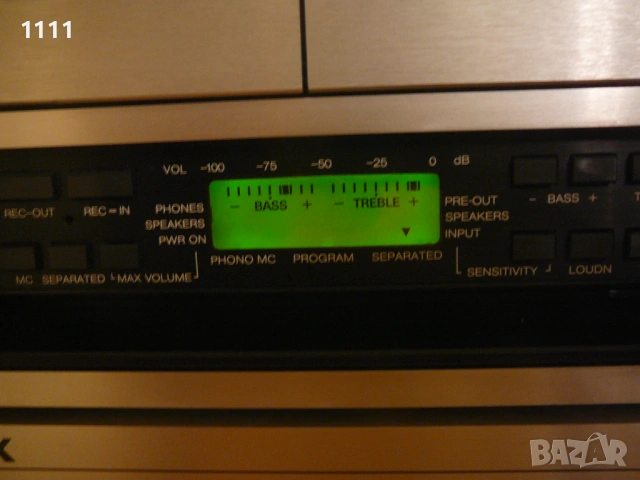 1111
VOL -100 -75 -50 -25 0 dB
REC-OUT REC=IN PHONES - BASS + - TREBLE + PRE-OUT - BASS + T
SPEAKERS SPEAKERS
PWR ON INPUT
MC SEPARATED MAX VOLUME PHONO MC PROGRAM SEPARATED SENSITIVITY LOUDN
X
BAZAR